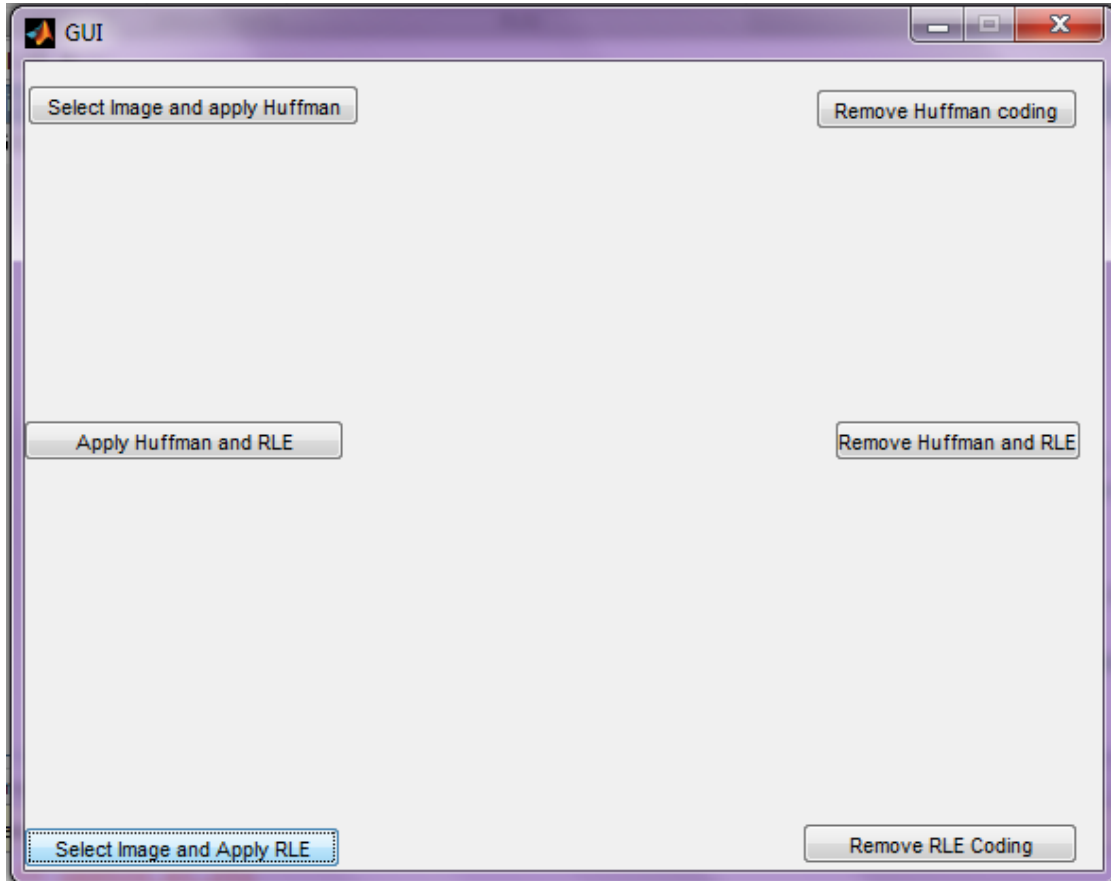 GUI
Select Image and apply Huffman
Remove Huffman coding
Apply Huffman and RLE
Remove Huffman and RLE
Select Image and Apply RLE
Remove RLE Coding